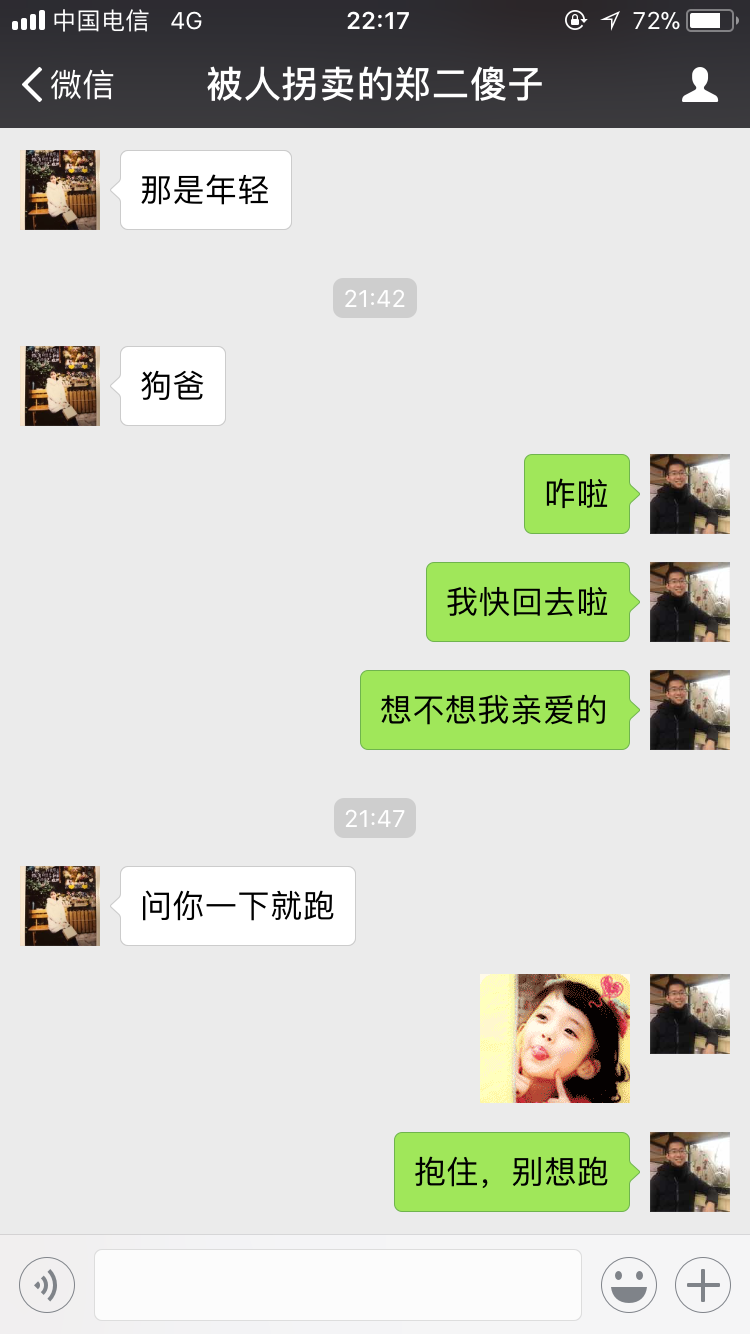 中国电信 4G 22:17 72%
微信 被人拐卖的郑二傻子
那是年轻
21:42
狗爸
咋啦
我快回去啦
想不想我亲爱的
21:47
问你一下就跑
抱住，别想跑